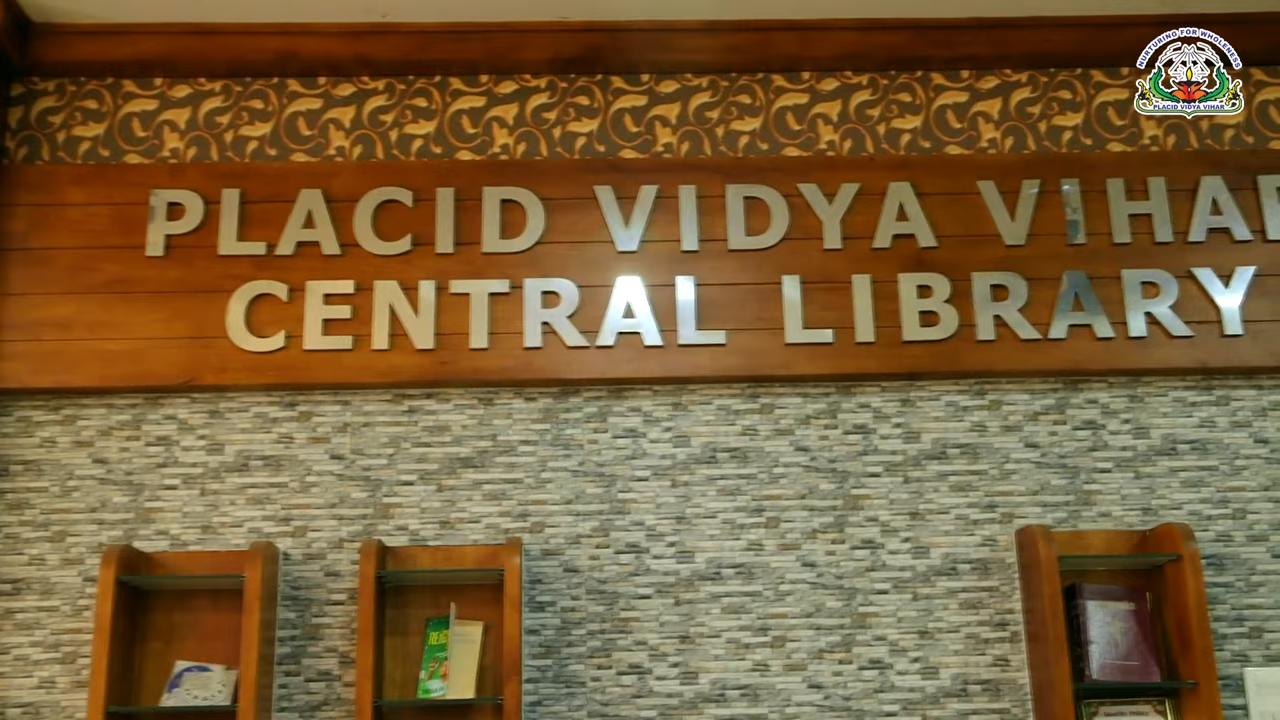 NURTURING FOR WHOLENESS
PLACID VIDYA VIHAR
PLACID VIDYA VIHAR
CENTRAL LIBRARY